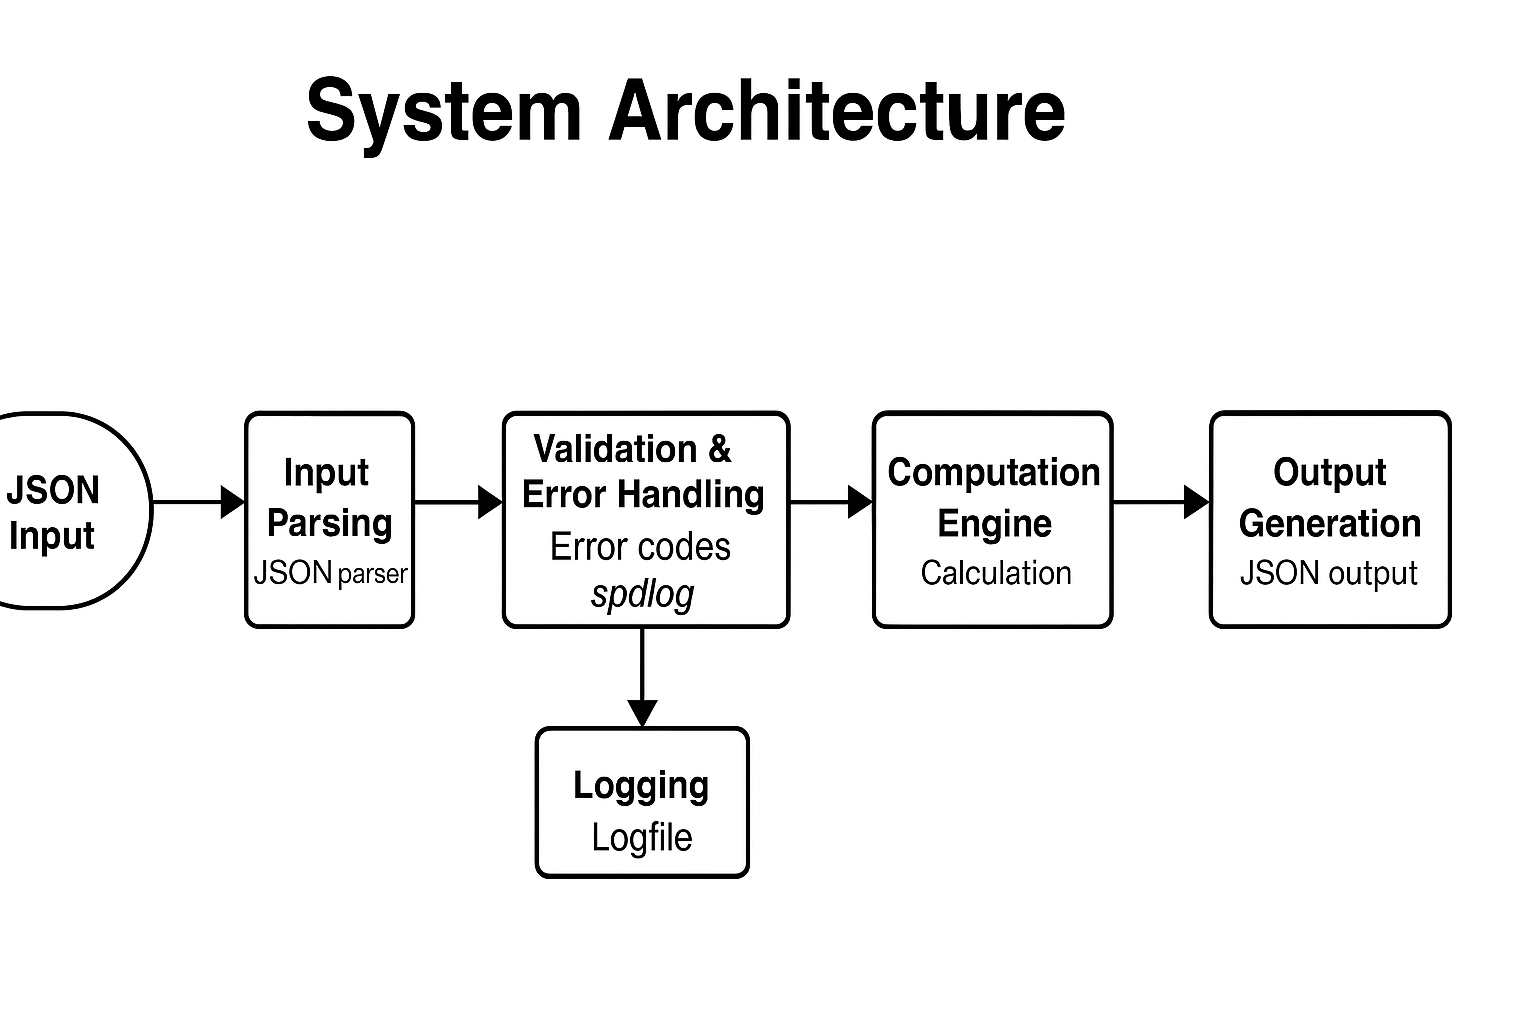 System Architecture
JSON
Input
Input
Parsing
JSON parser
Validation &
Error Handling
Error codes
spdlog
Computation
Engine
Calculation
Output
Generation
JSON output
Logging
Logfile